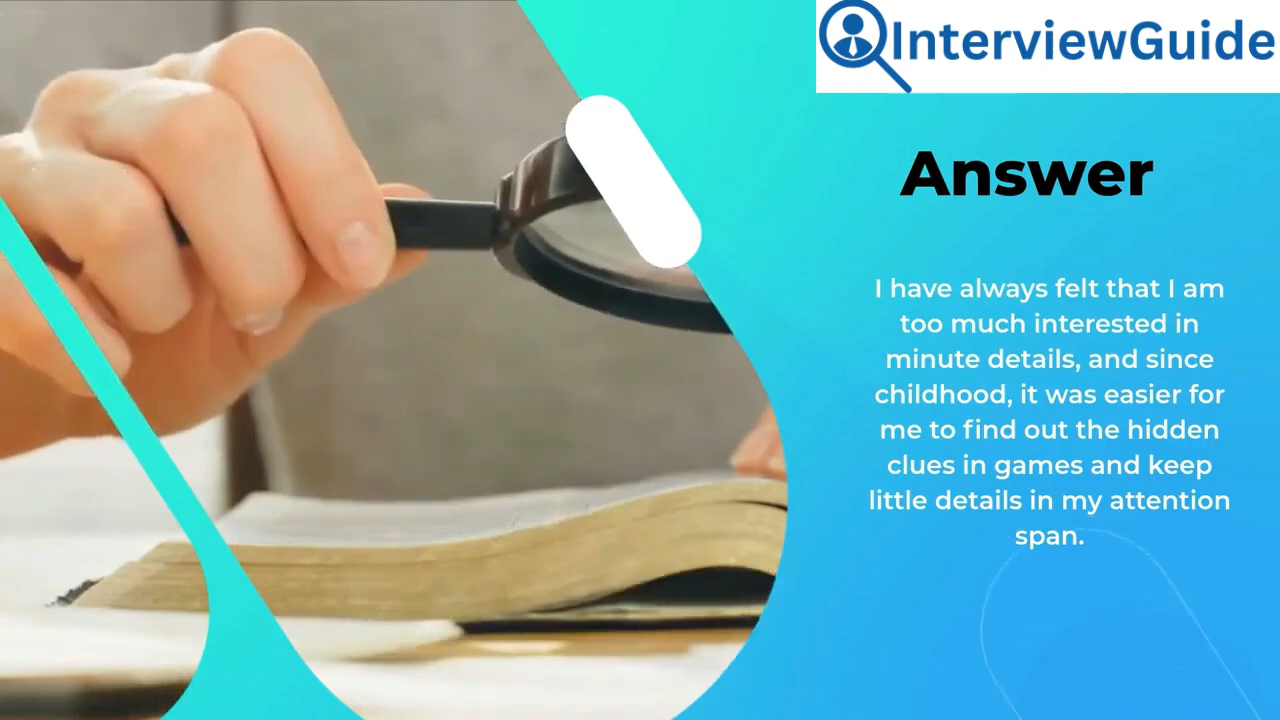 InterviewGuide
Answer
I have always felt that I am
too much interested in
minute details, and since
childhood, it was easier for
me to find out the hidden
clues in games and keep
little details in my attention
span.